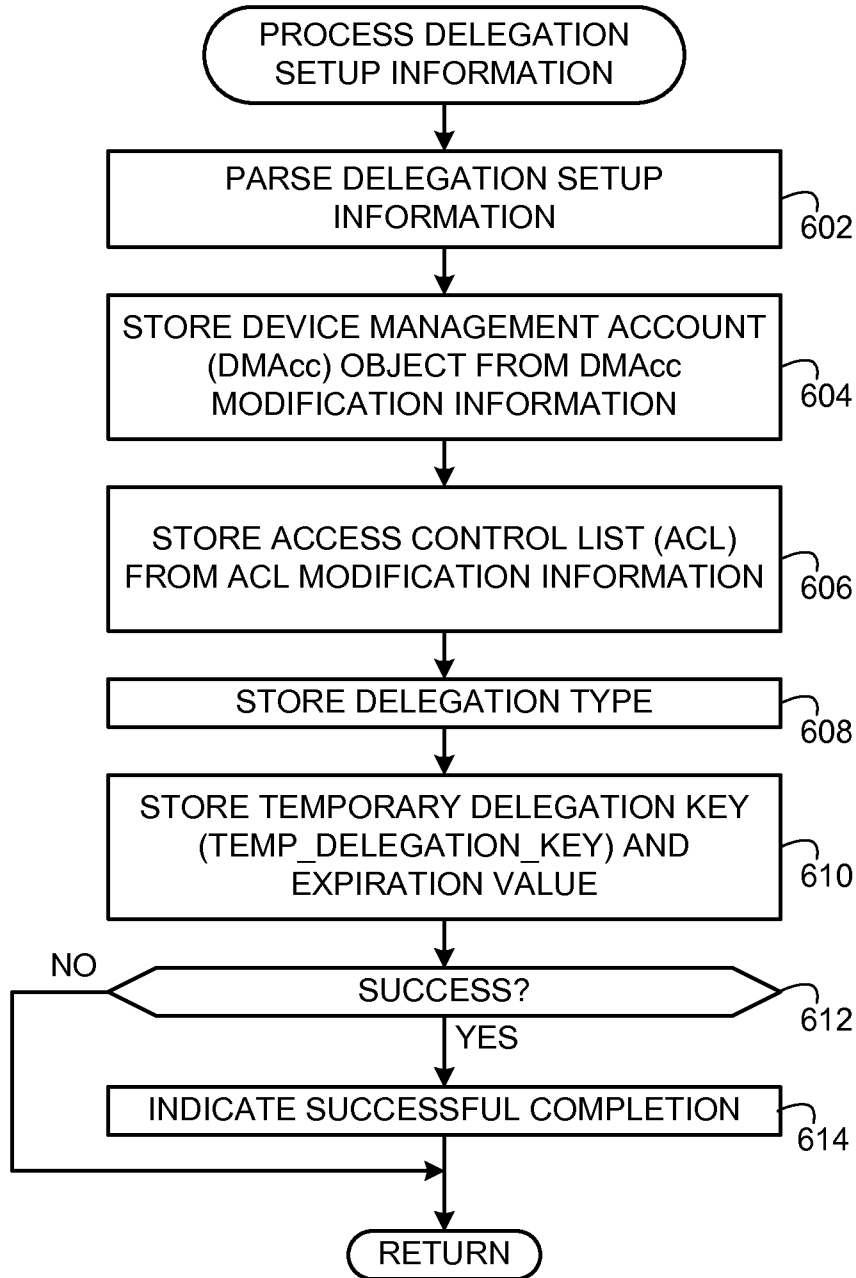 PROCESS DELEGATION
SETUP INFORMATION
PARSE DELEGATION SETUP
INFORMATION
602
STORE DEVICE MANAGEMENT ACCOUNT
(DMAcc) OBJECT FROM DMAcc
MODIFICATION INFORMATION
604
STORE ACCESS CONTROL LIST (ACL)
FROM ACL MODIFICATION INFORMATION
606
STORE DELEGATION TYPE
608
STORE TEMPORARY DELEGATION KEY
(TEMP_DELEGATION_KEY) AND
EXPIRATION VALUE
610
NO
SUCCESS?
612
YES
INDICATE SUCCESSFUL COMPLETION
614
RETURN